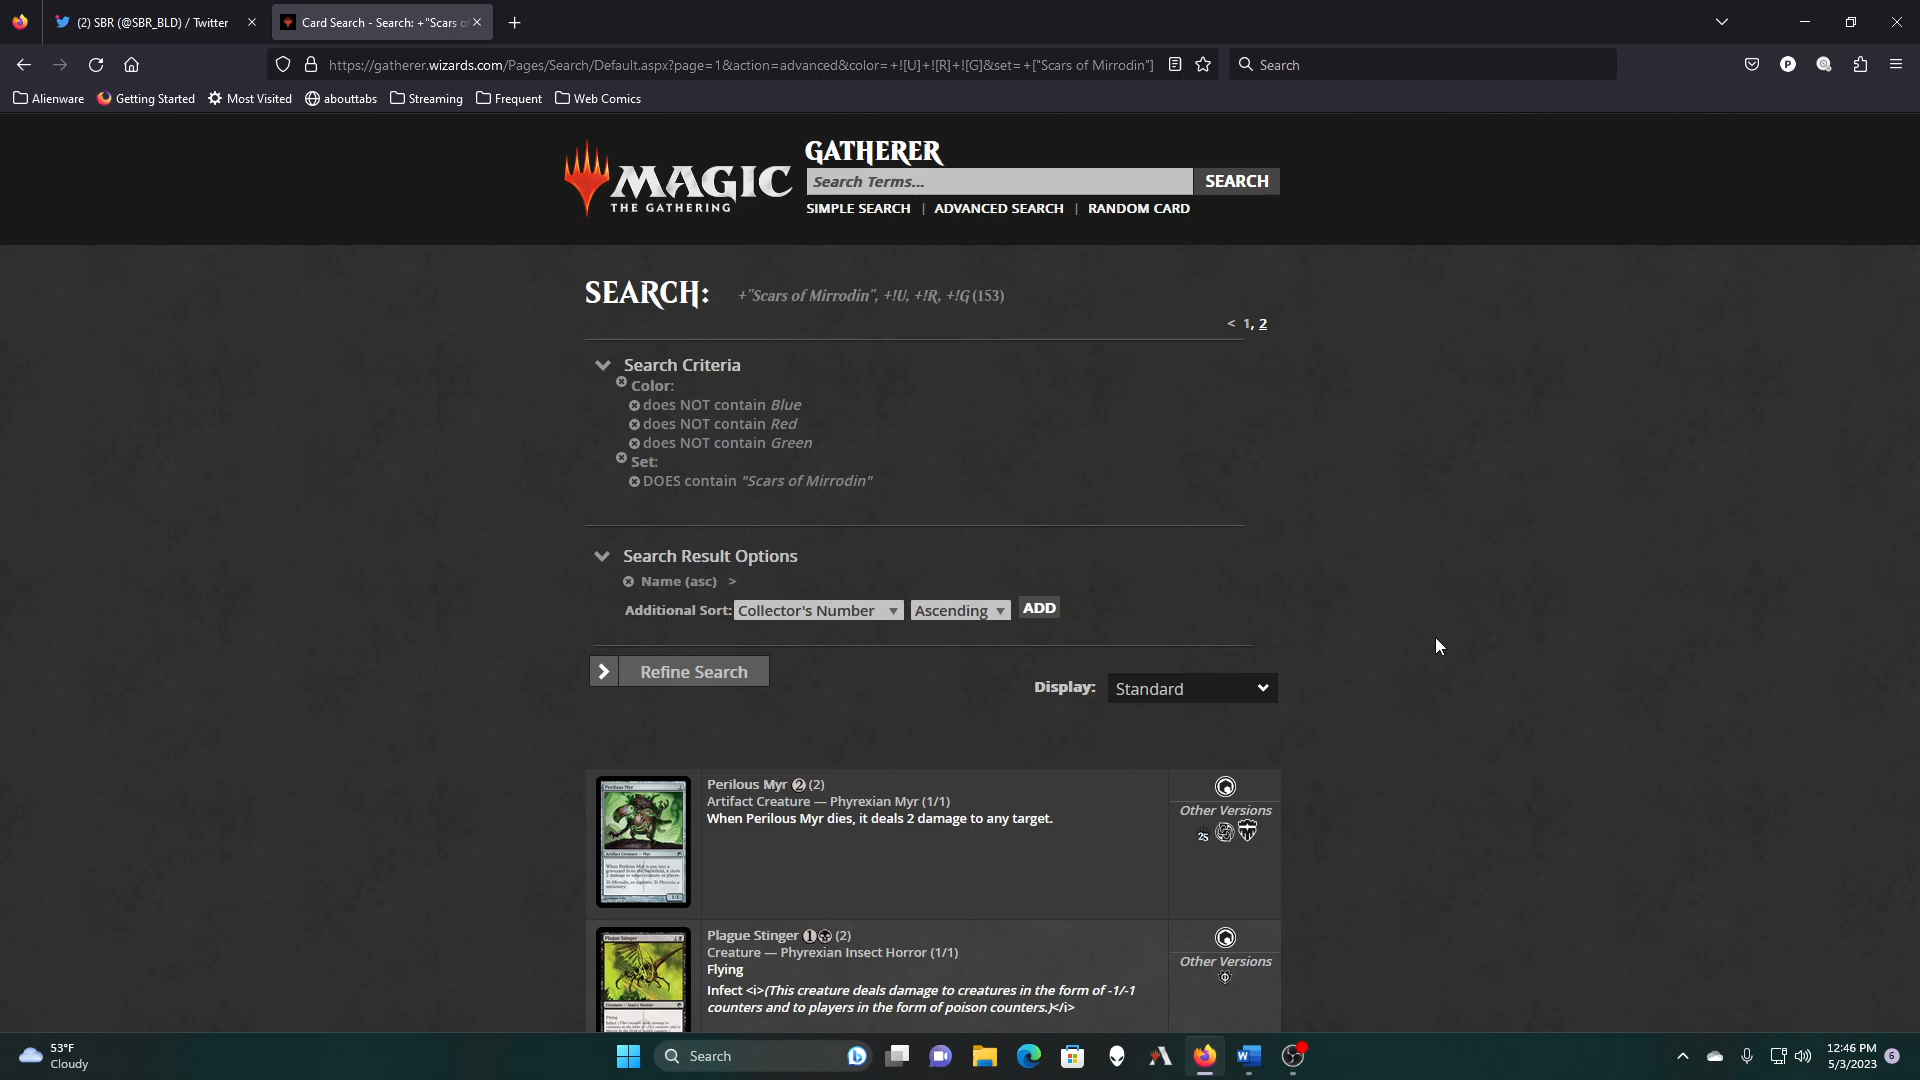 (2) SBR (@SBR_BLD) / Twitter
Card Search - Search: +"Scars o
https://gatherer.wizards.com/Pages/Search/Default.aspx?page=1&action=advanced&color=+![U]+![R]+![G]&set=+["Scars of Mirrodin"]
Search
Alienware
Getting Started
Most Visited
abouttabs
Streaming
Frequent
Web Comics
MAGIC
THE GATHERING
GATHERER
Search Terms...
SEARCH
SIMPLE SEARCH | ADVANCED SEARCH | RANDOM CARD
SEARCH: +"Scars of Mirrodin", +!U, +!R, +!G (153)
< 1, 2
Search Criteria
Color:
does NOT contain Blue
does NOT contain Red
does NOT contain Green
Set:
DOES contain "Scars of Mirrodin"
Search Result Options
Name (asc) >
Additional Sort: Collector's Number Ascending ADD
Refine Search
Display: Standard
Perilous Myr 2 (2)
Artifact Creature — Phyrexian Myr (1/1)
When Perilous Myr dies, it deals 2 damage to any target.
Other Versions
25
Perilous Myr
Plague Stinger 1 (2)
Creature — Phyrexian Insect Horror (1/1)
Flying
Infect <i>(This creature deals damage to creatures in the form of -1/-1
counters and to players in the form of poison counters.)</i>
Other Versions
Plague Stinger
53°F
Cloudy
Search
12:46 PM
5/3/2023
6